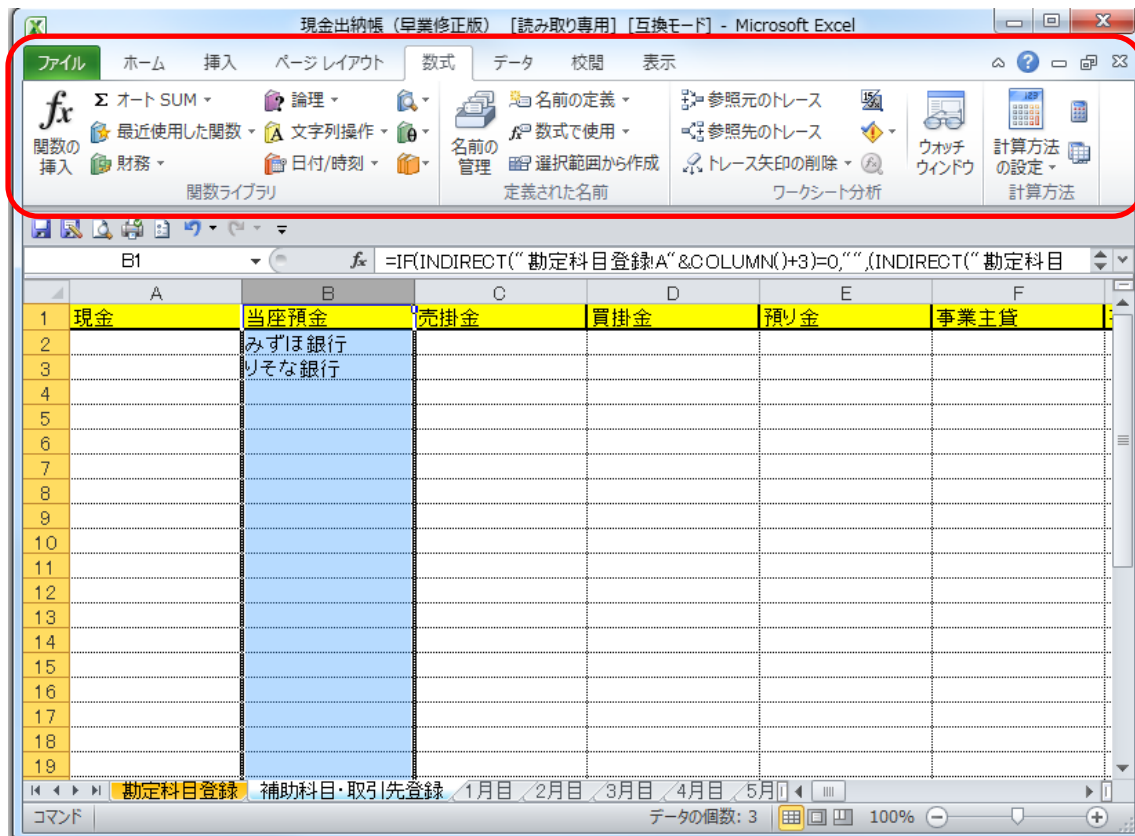 現金出納帳（早業修正版） [読み取り専用] [互換モード] - Microsoft Excel
ファイル ホーム 挿入 ページ レイアウト 数式 データ 校閲 表示
fx 関数の挿入
Σ オート SUM
最近使用した関数
財務
論理
文字列操作
日付/時刻
関数ライブラリ
名前の管理
名前の定義
数式で使用
選択範囲から作成
定義された名前
参照元のトレース
参照先のトレース
トレース矢印の削除
ウォッチ ウィンドウ
ワークシート分析
計算方法の設定
計算方法
B1 fx =IF(INDIRECT("勘定科目登録!A"&COLUMN()+3)=0,"",(INDIRECT("勘定科目
A B C D E F
1 現金 当座預金 売掛金 買掛金 預り金 事業主貸
2 みずほ銀行
3 りそな銀行
4
5
6
7
8
9
10
11
12
13
14
15
16
17
18
19
勘定科目登録 補助科目・取引先登録 1月目 2月目 3月目 4月目 5月
コマンド データの個数: 3 100%